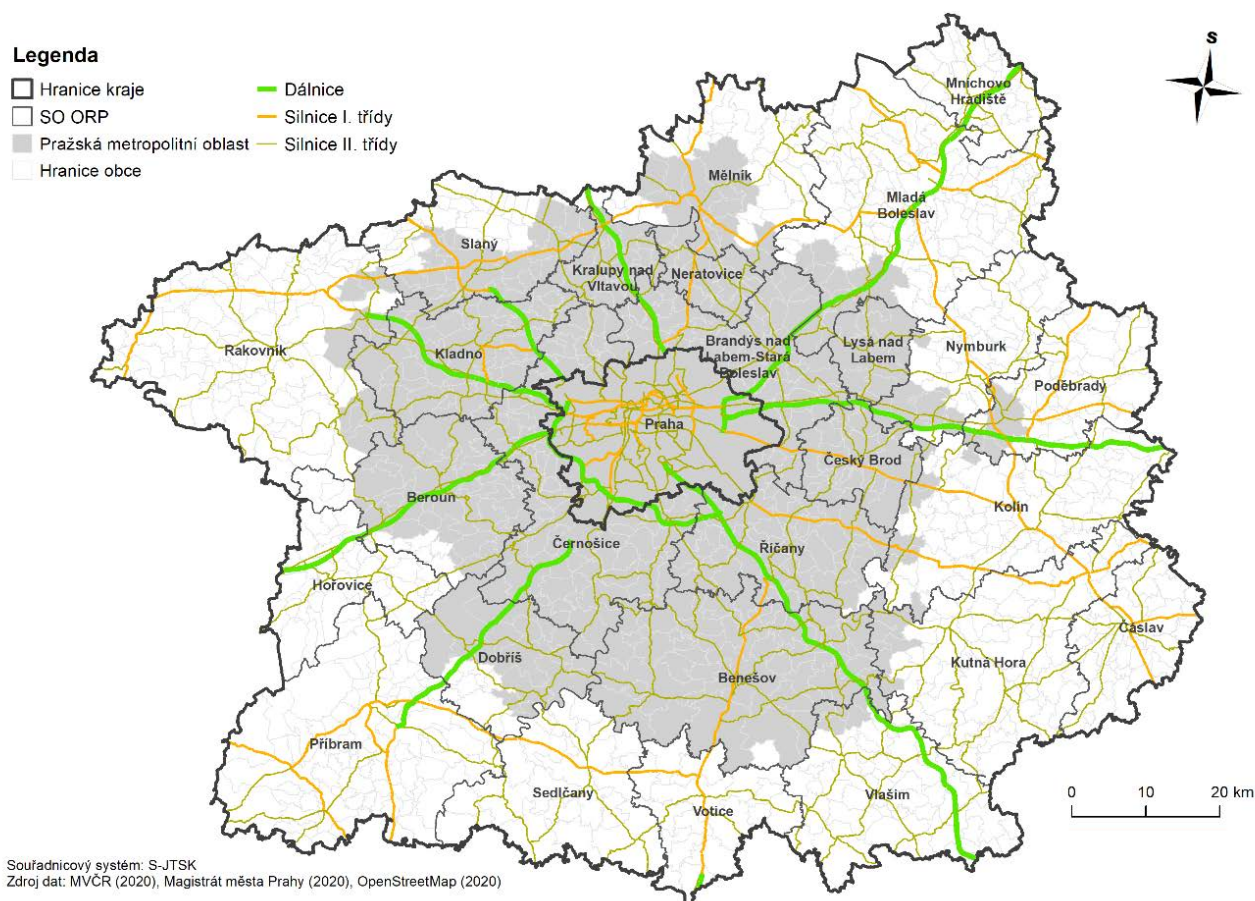 S
Legenda
Hranice kraje
SO ORP
Pražská metropolitní oblast
Hranice obce
Dálnice
Silnice I. třídy
Silnice II. třídy
Mnichovo
Hradiště
Mělník
Mladá
Boleslav
Slaný
Kralupy nad
Vltavou
Neratovice
Rakovník
Kladno
Brandýs nad
Labem-Stará
Boleslav
Lysá nad
Labem
Nymburk
Poděbrady
Praha
Český Brod
Beroun
Kolín
Černošice
Říčany
Hořovice
Čáslav
Dobříš
Benešov
Kutná Hora
Příbram
Sedlčany
Votice
Vlašim
0 10 20 km
Souřadnicový systém: S-JTSK
Zdroj dat: MVČR (2020), Magistrát města Prahy (2020), OpenStreetMap (2020)